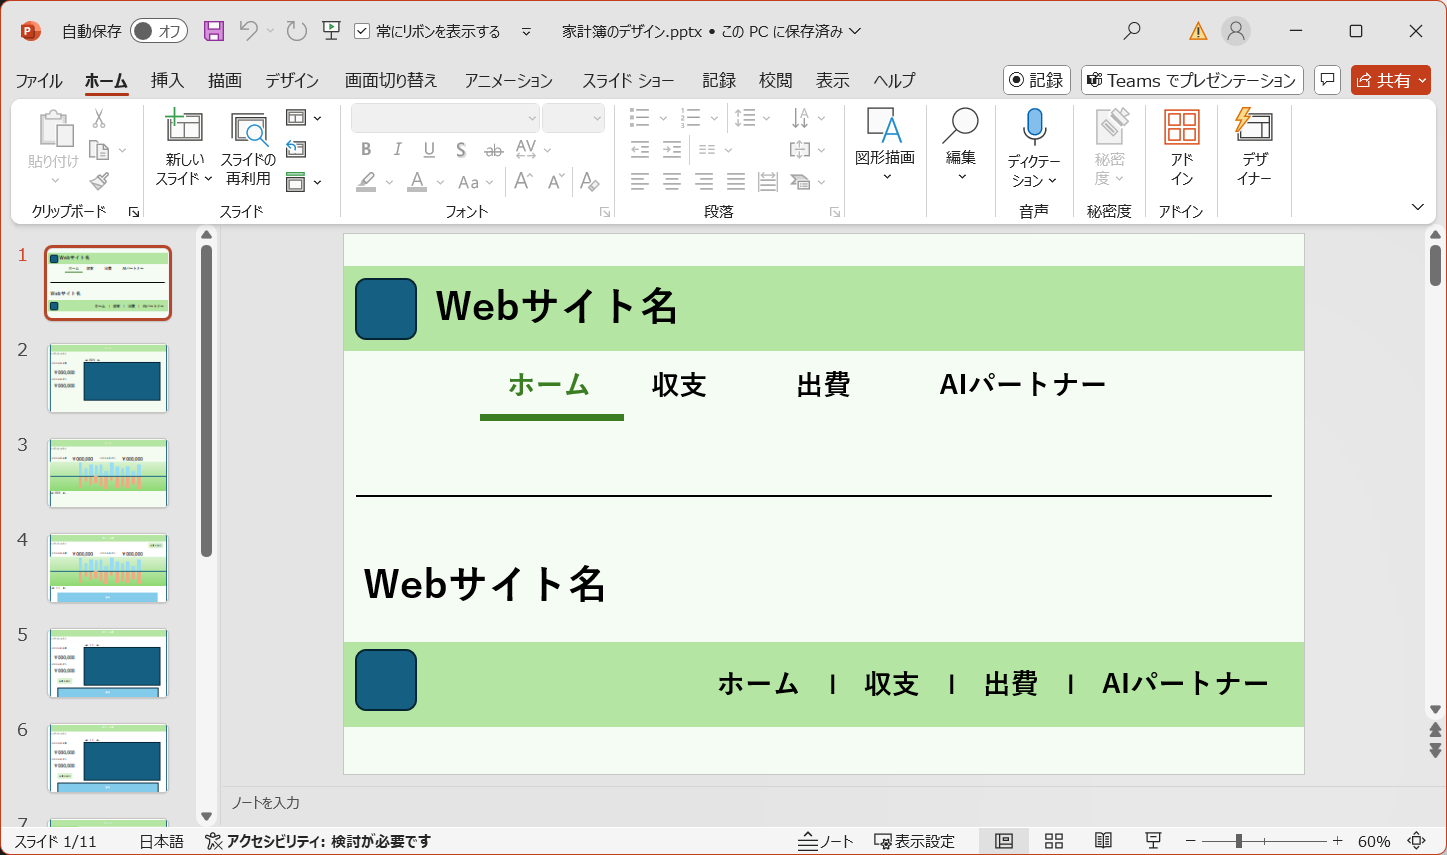 自動保存 オフ 常にリボンを表示する 家計簿のデザイン.pptx • この PC に保存済み
ファイル ホーム 挿入 描画 デザイン 画面切り替え アニメーション スライド ショー 記録 校閲 表示 ヘルプ 記録 Teams でプレゼンテーション 共有
貼り付け
クリップボード
新しい
スライド
スライドの
再利用
スライド
B I U S ab AV
A Aa A A A
フォント
段落
図形描画
編集
ディクテー
ション
音声
秘密
度
秘密度
アド
イン
アドイン
デザ
イナー
1
2
3
4
5
6
7
Webサイト名
ホーム 収支 出費 AIパートナー
Webサイト名
ホーム | 収支 | 出費 | AIパートナー
ノートを入力
スライド 1/11 日本語 アクセシビリティ: 検討が必要です ノート 表示設定 60%